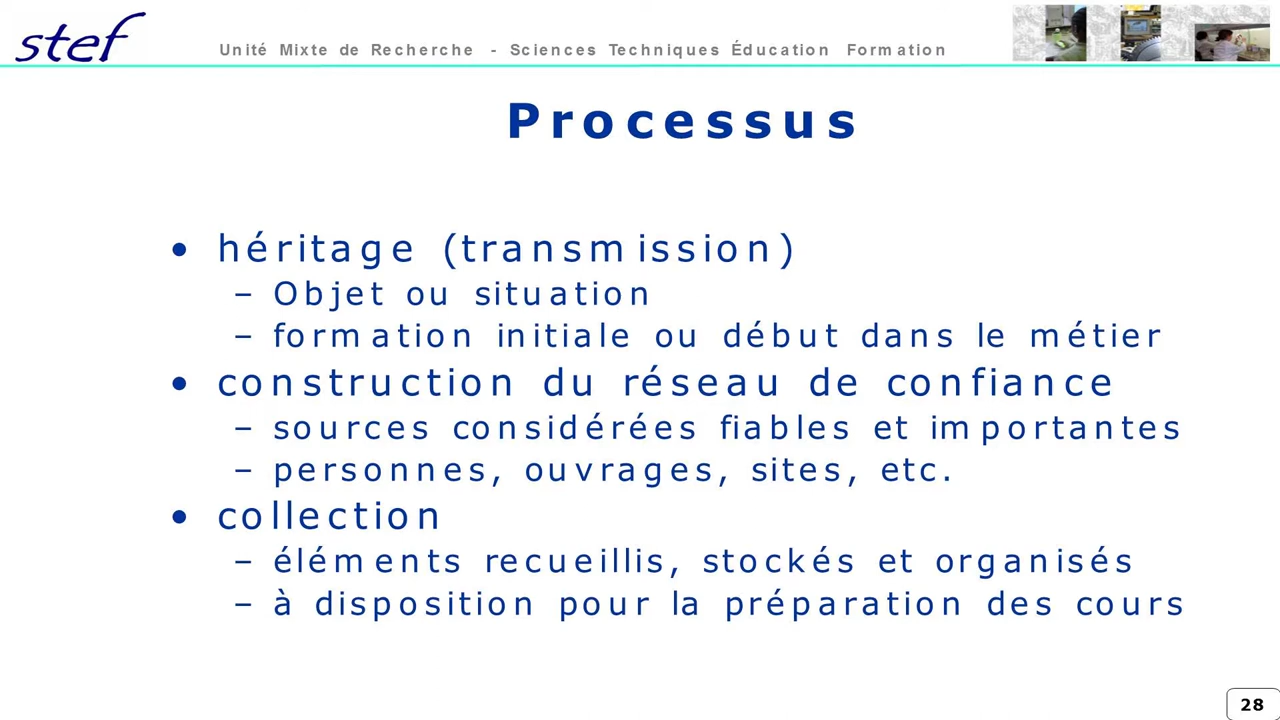 stef
Unité Mixte de Recherche - Sciences Techniques Éducation Formation
Processus
• héritage (transmission)
– Objet ou situation
– formation initiale ou début dans le métier
• construction du réseau de confiance
– sources considérées fiables et importantes
– personnes, ouvrages, sites, etc.
• collection
– éléments recueillis, stockés et organisés
– à disposition pour la préparation des cours
28